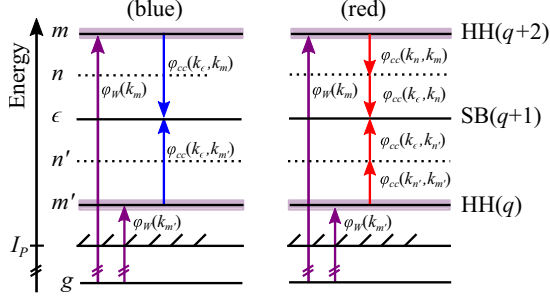 (blue)
(red)
Energy
m
n
ϵ
n′
m′
I_P
g
φ_W(k_m)
φ_cc(k_ϵ,k_m)
φ_cc(k_ϵ,k_m′)
φ_W(k_m′)
φ_W(k_m)
φ_cc(k_n,k_m)
φ_cc(k_ϵ,k_n)
φ_cc(k_ϵ,k_n′)
φ_cc(k_n′,k_m′)
φ_W(k_m′)
HH(q+2)
SB(q+1)
HH(q)